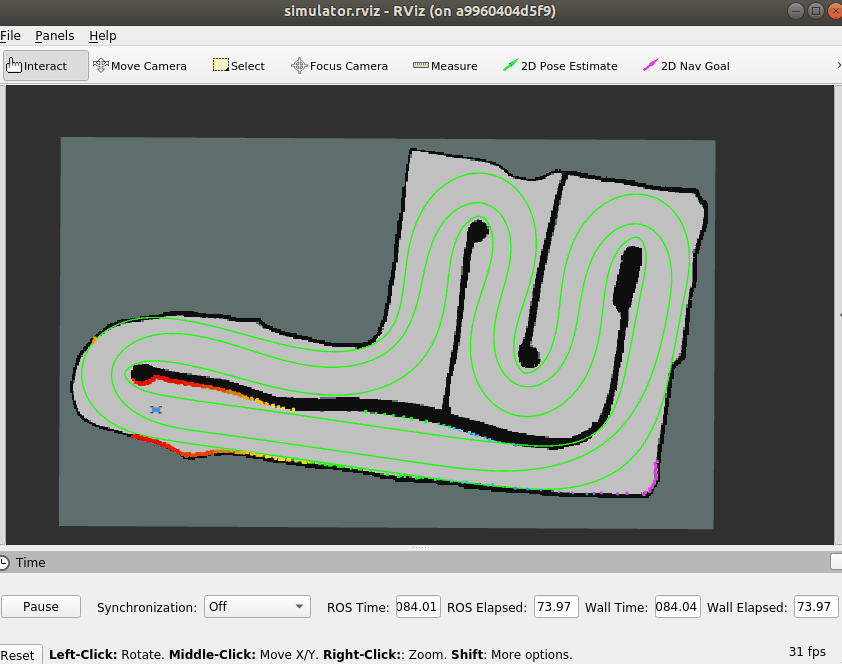 simulator.rviz - RViz (on a9960404d5f9)
File Panels Help
Interact Move Camera Select Focus Camera Measure 2D Pose Estimate 2D Nav Goal
Time
Pause Synchronization: Off ROS Time: 084.01 ROS Elapsed: 73.97 Wall Time: 084.04 Wall Elapsed: 73.97
Reset Left-Click: Rotate. Middle-Click: Move X/Y. Right-Click:: Zoom. Shift: More options. 31 fps